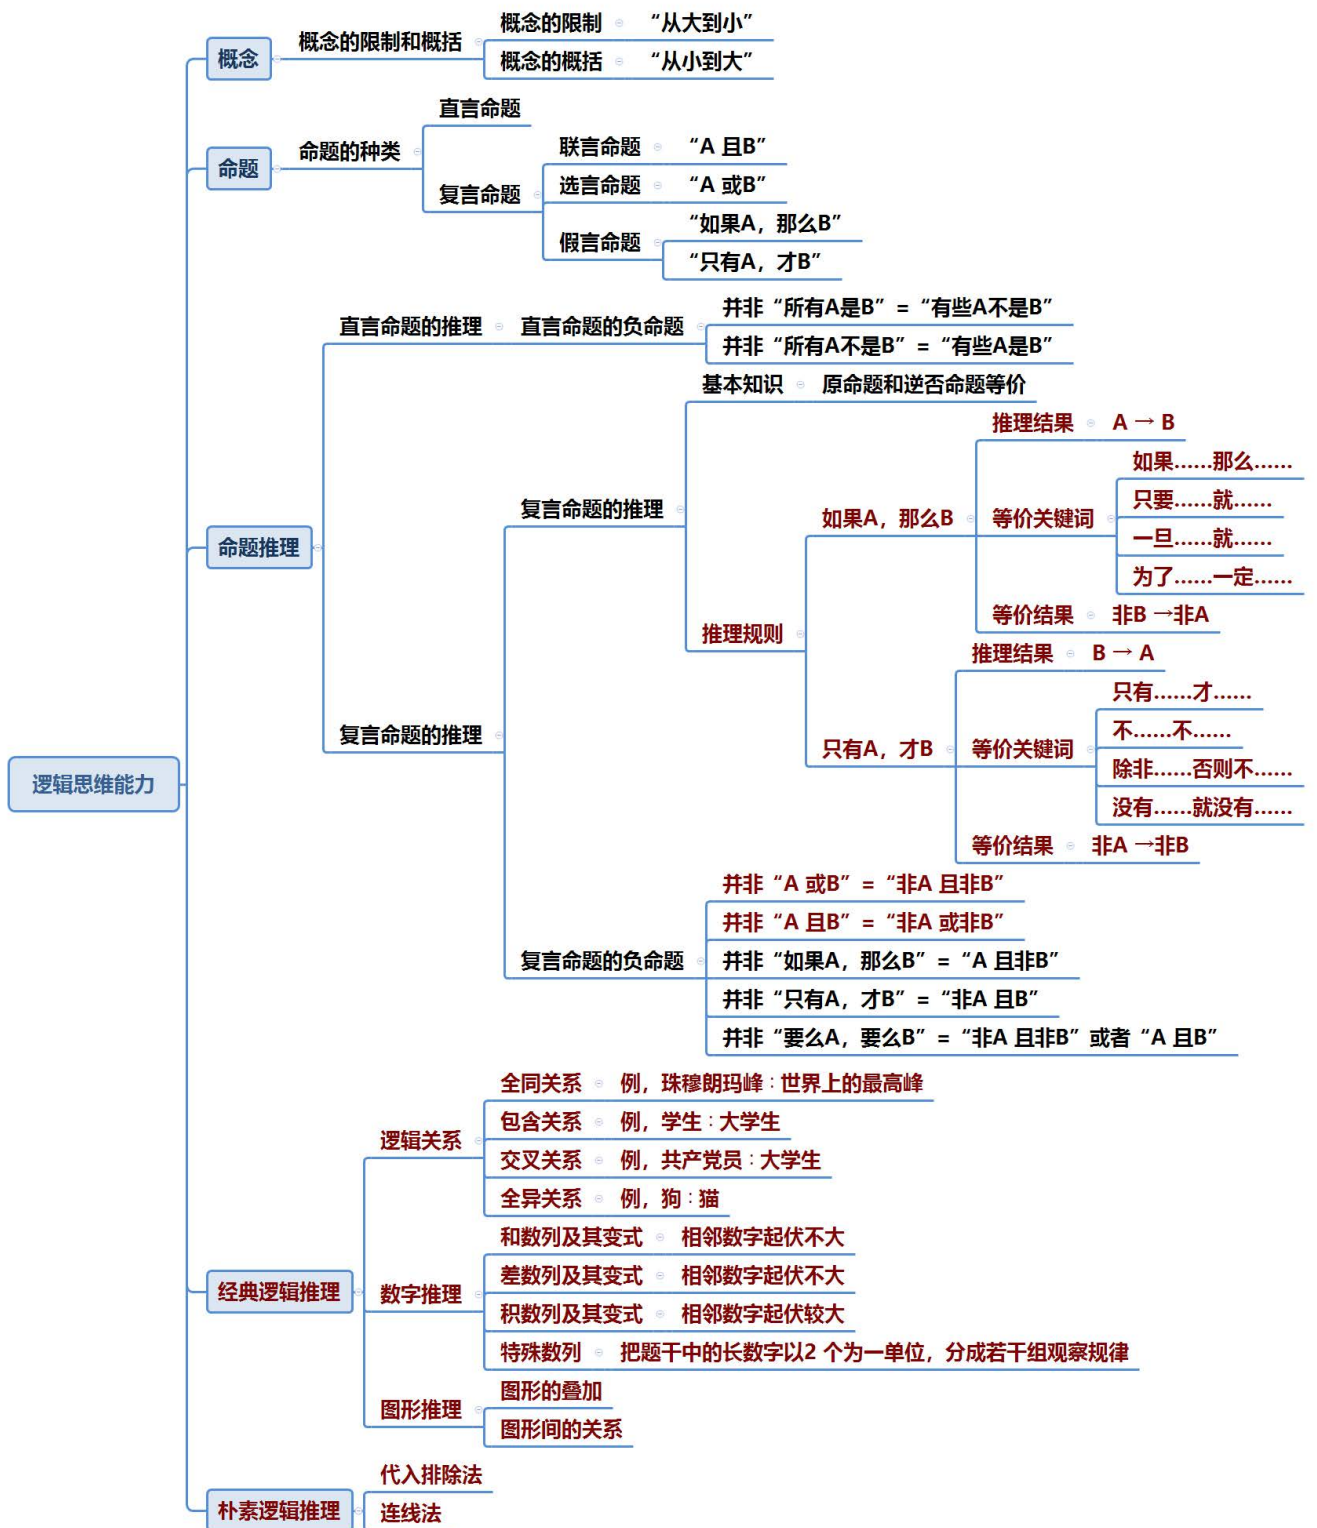 概念的限制 “从大到小”
概念的限制和概括
概念
概念的概括 “从小到大”
直言命题
命题的种类
命题
联言命题 “A 且B”
选言命题 “A 或B”
复言命题
“如果A，那么B”
假言命题
“只有A，才B”
并非“所有A是B” = “有些A不是B”
直言命题的推理 直言命题的负命题
并非“所有A不是B” = “有些A是B”
基本知识 原命题和逆否命题等价
推理结果 A → B
如果……那么……
只要……就……
复言命题的推理
如果A，那么B 等价关键词
一旦……就……
命题推理
为了……一定……
等价结果 非B →非A
推理规则
推理结果 B → A
只有……才……
不……不……
复言命题的推理
只有A，才B 等价关键词
除非……否则不……
逻辑思维能力
没有……就没有……
等价结果 非A →非B
并非“A 或B” = “非A 且非B”
并非“A 且B” = “非A 或非B”
复言命题的负命题 并非“如果A，那么B” = “A 且非B”
并非“只有A，才B” = “非A 且B”
并非“要么A，要么B” = “非A 且非B”或者“A 且B”
全同关系 例，珠穆朗玛峰：世界上的最高峰
包含关系 例，学生：大学生
逻辑关系
交叉关系 例，共产党员：大学生
全异关系 例，狗：猫
和数列及其变式 相邻数字起伏不大
差数列及其变式 相邻数字起伏不大
经典逻辑推理
数字推理
积数列及其变式 相邻数字起伏较大
特殊数列 把题干中的长数字以2 个为一单位，分成若干组观察规律
图形的叠加
图形推理
图形间的关系
代入排除法
朴素逻辑推理
连线法